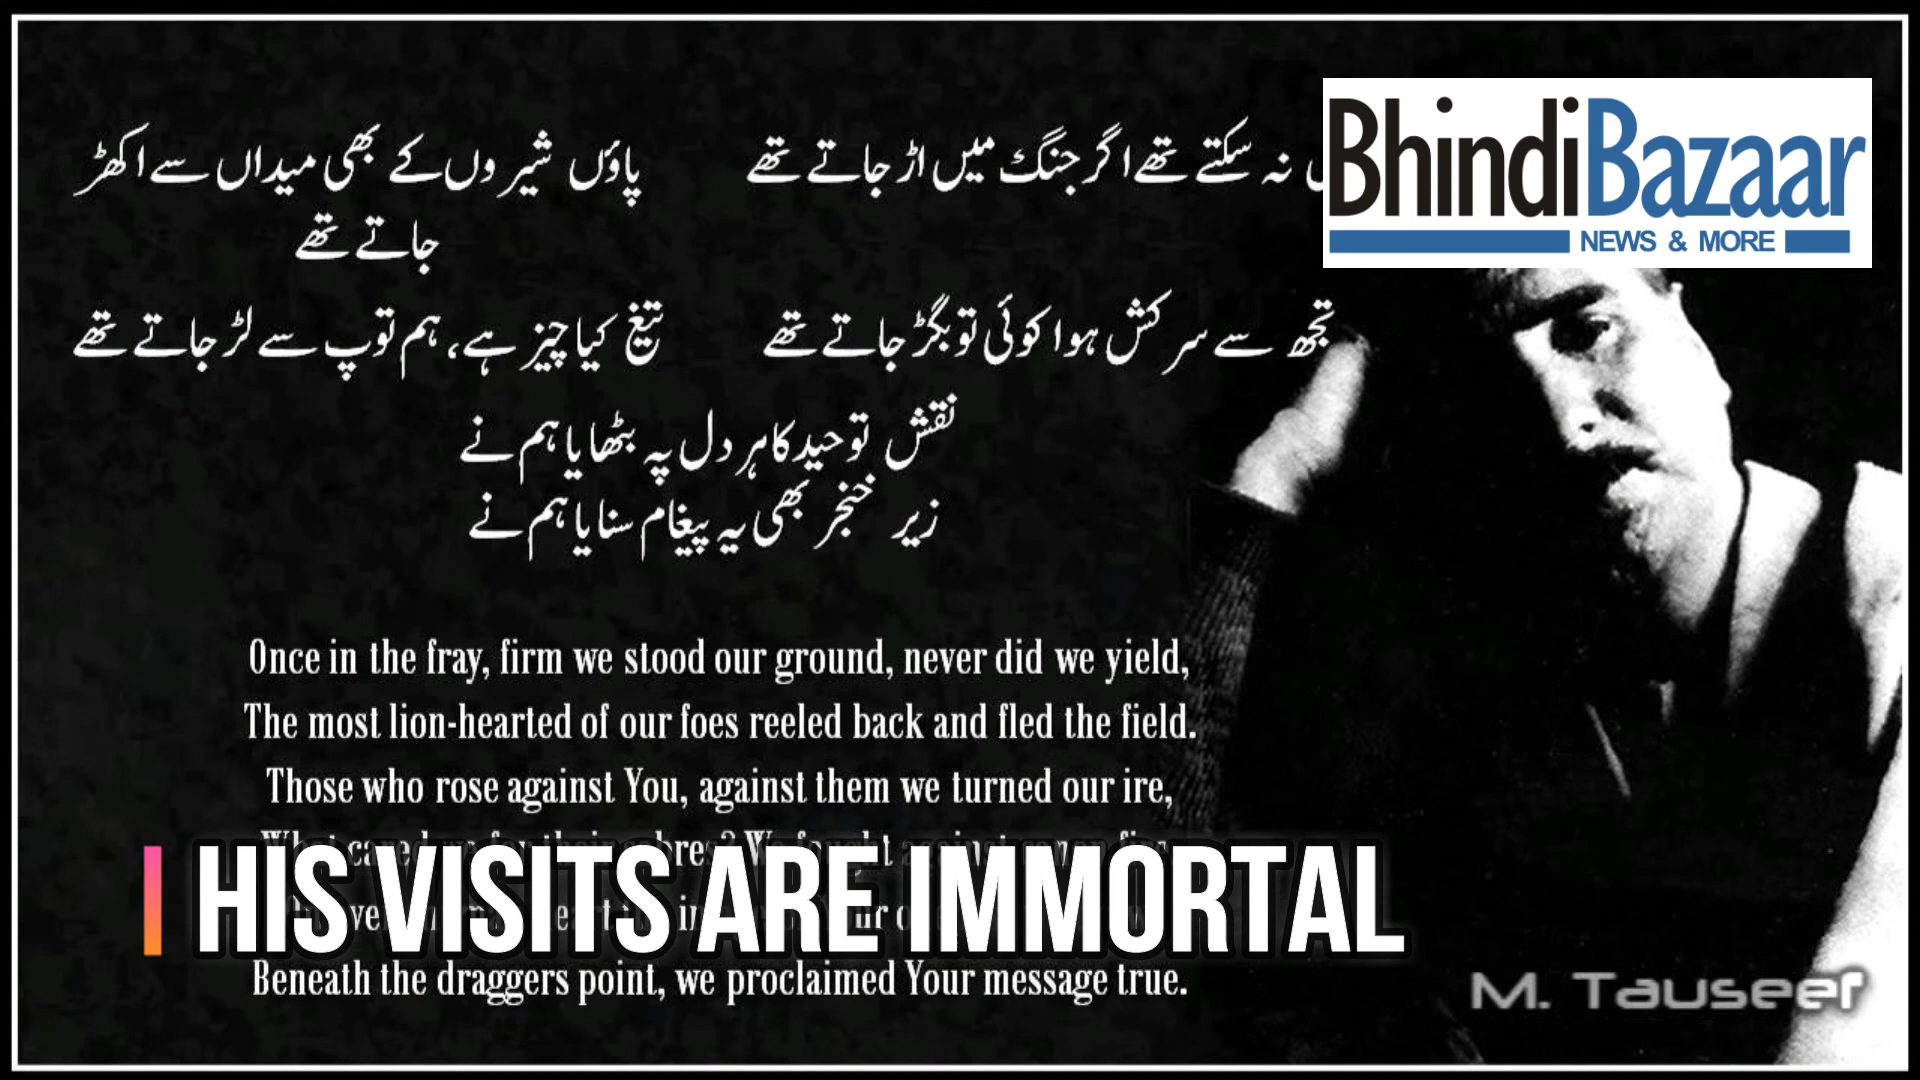 BhindiBazaar
NEWS & MORE
نہ سکتے تھے اگر جنگ میں اڑ جاتے تھے پاؤں شیروں کے بھی میداں سے اکھڑ
جاتے تھے
تجھ سے سرکش ہوا کوئی تو بگڑ جاتے تھے تیغ کیا چیز ہے، ہم توپ سے لڑ جاتے تھے
نقش توحید کا ہر دل پہ بٹھایا ہم نے
زیر خنجر بھی یہ پیغام سنایا ہم نے
Once in the fray, firm we stood our ground, never did we yield,
The most lion-hearted of our foes reeled back and fled the field.
Those who rose against You, against them we turned our ire,
HIS VISITS ARE IMMORTAL
Beneath the draggers point, we proclaimed Your message true.
M. Tauseef